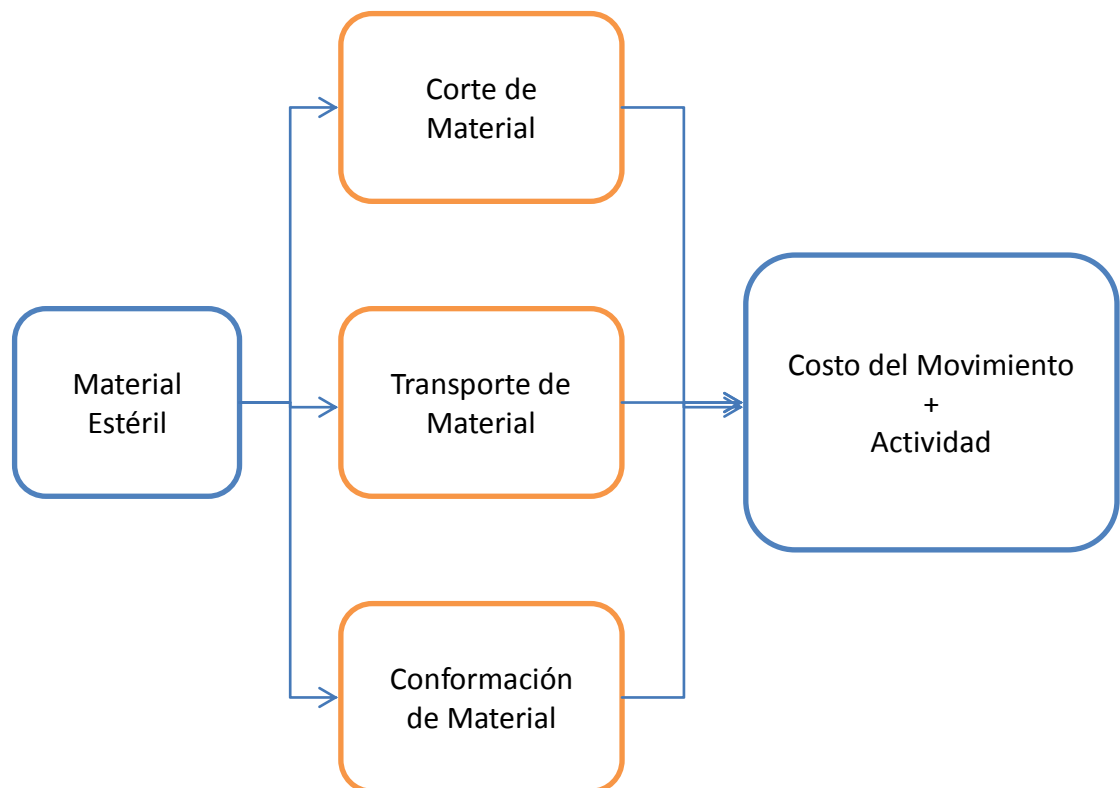 Corte de
Material
Material
Estéril
Transporte de
Material
Costo del Movimiento
+
Actividad
Conformación
de Material